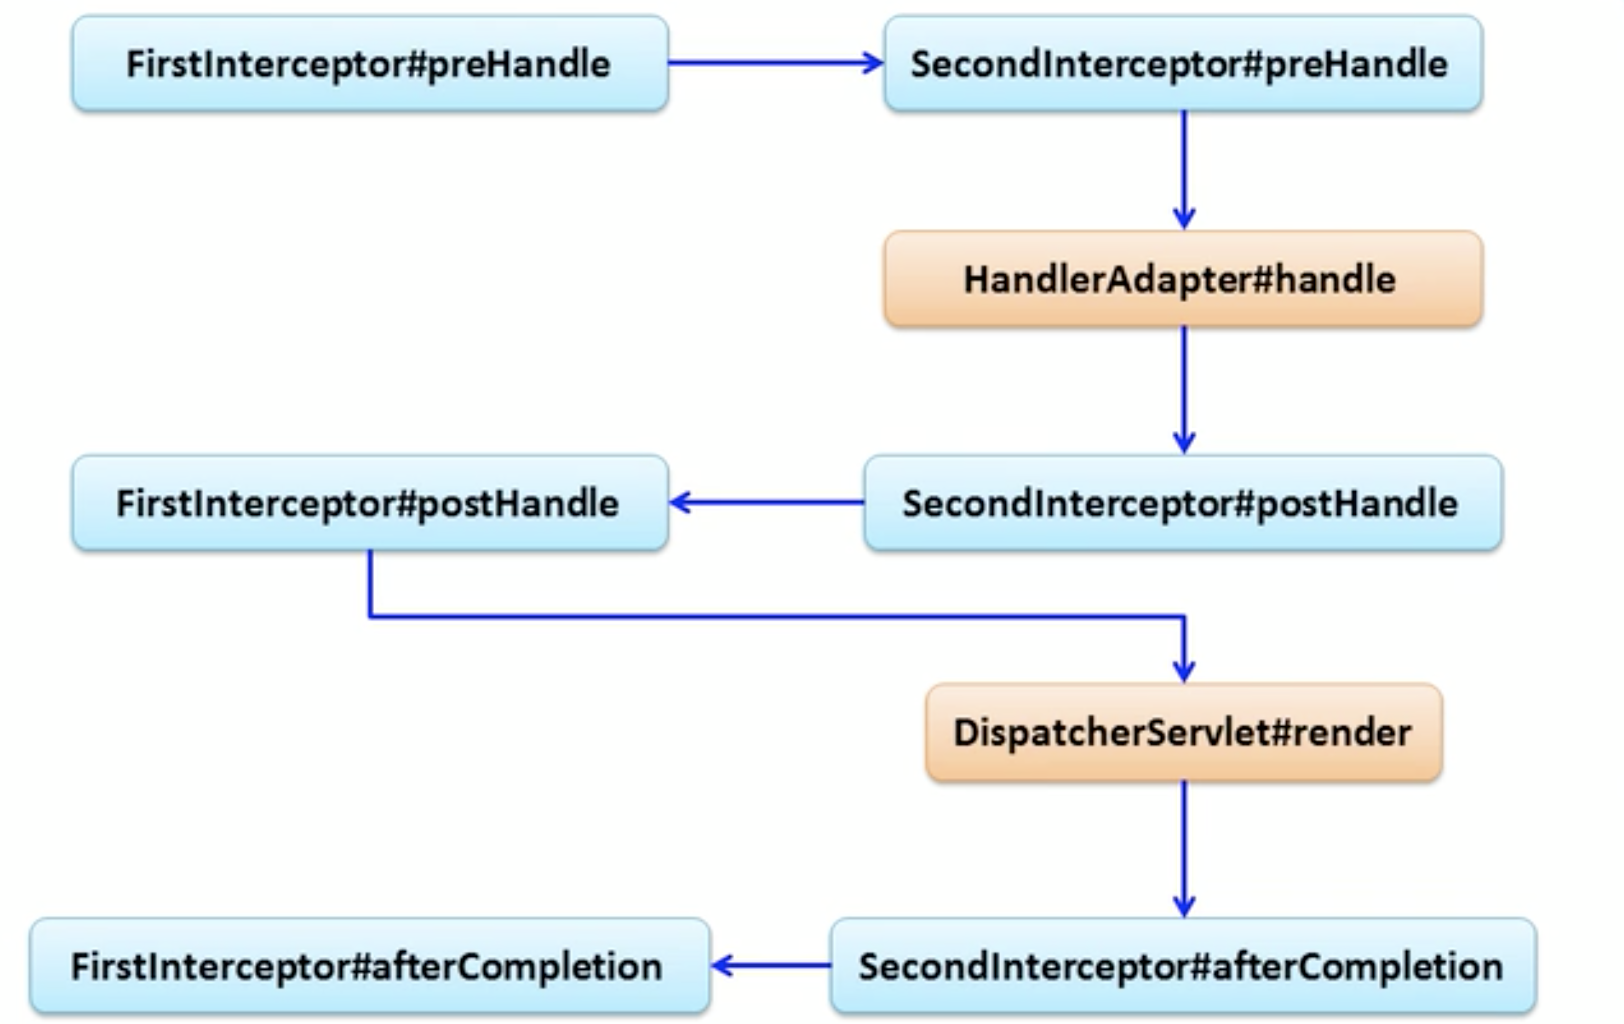 FirstInterceptor#preHandle
SecondInterceptor#preHandle
HandlerAdapter#handle
FirstInterceptor#postHandle
SecondInterceptor#postHandle
DispatcherServlet#render
FirstInterceptor#afterCompletion
SecondInterceptor#afterCompletion